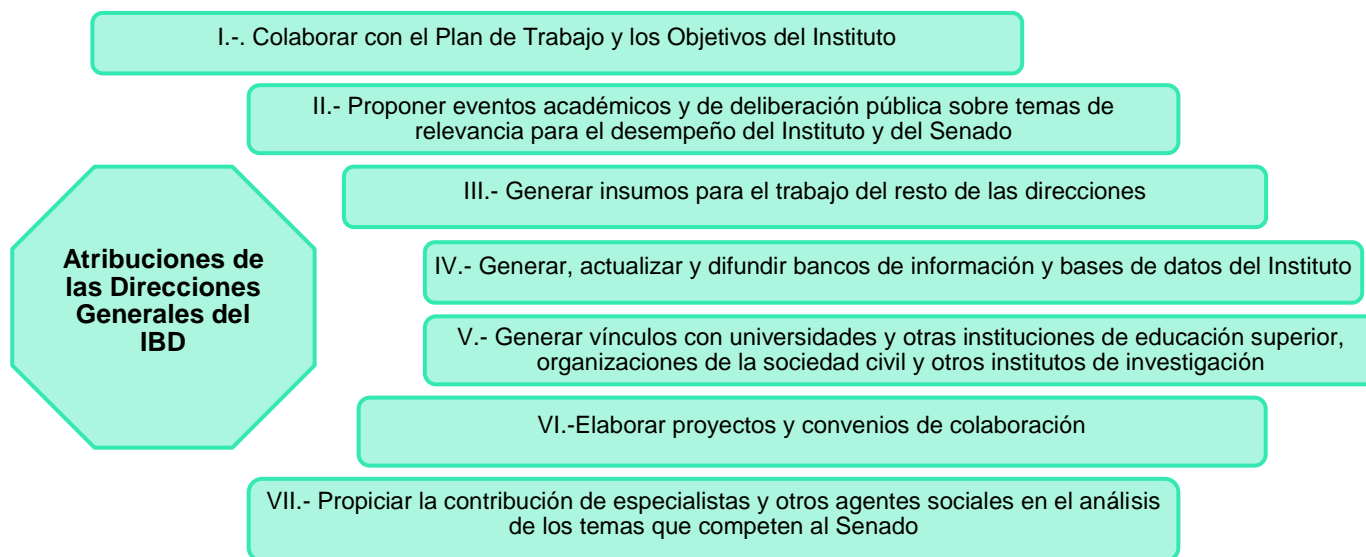 I.-. Colaborar con el Plan de Trabajo y los Objetivos del Instituto
II.- Proponer eventos académicos y de deliberación pública sobre temas de
relevancia para el desempeño del Instituto y del Senado
III.- Generar insumos para el trabajo del resto de las direcciones
Atribuciones de
las Direcciones
Generales del
IBD
IV.- Generar, actualizar y difundir bancos de información y bases de datos del Instituto
V.- Generar vínculos con universidades y otras instituciones de educación superior,
organizaciones de la sociedad civil y otros institutos de investigación
VI.-Elaborar proyectos y convenios de colaboración
VII.- Propiciar la contribución de especialistas y otros agentes sociales en el análisis
de los temas que competen al Senado